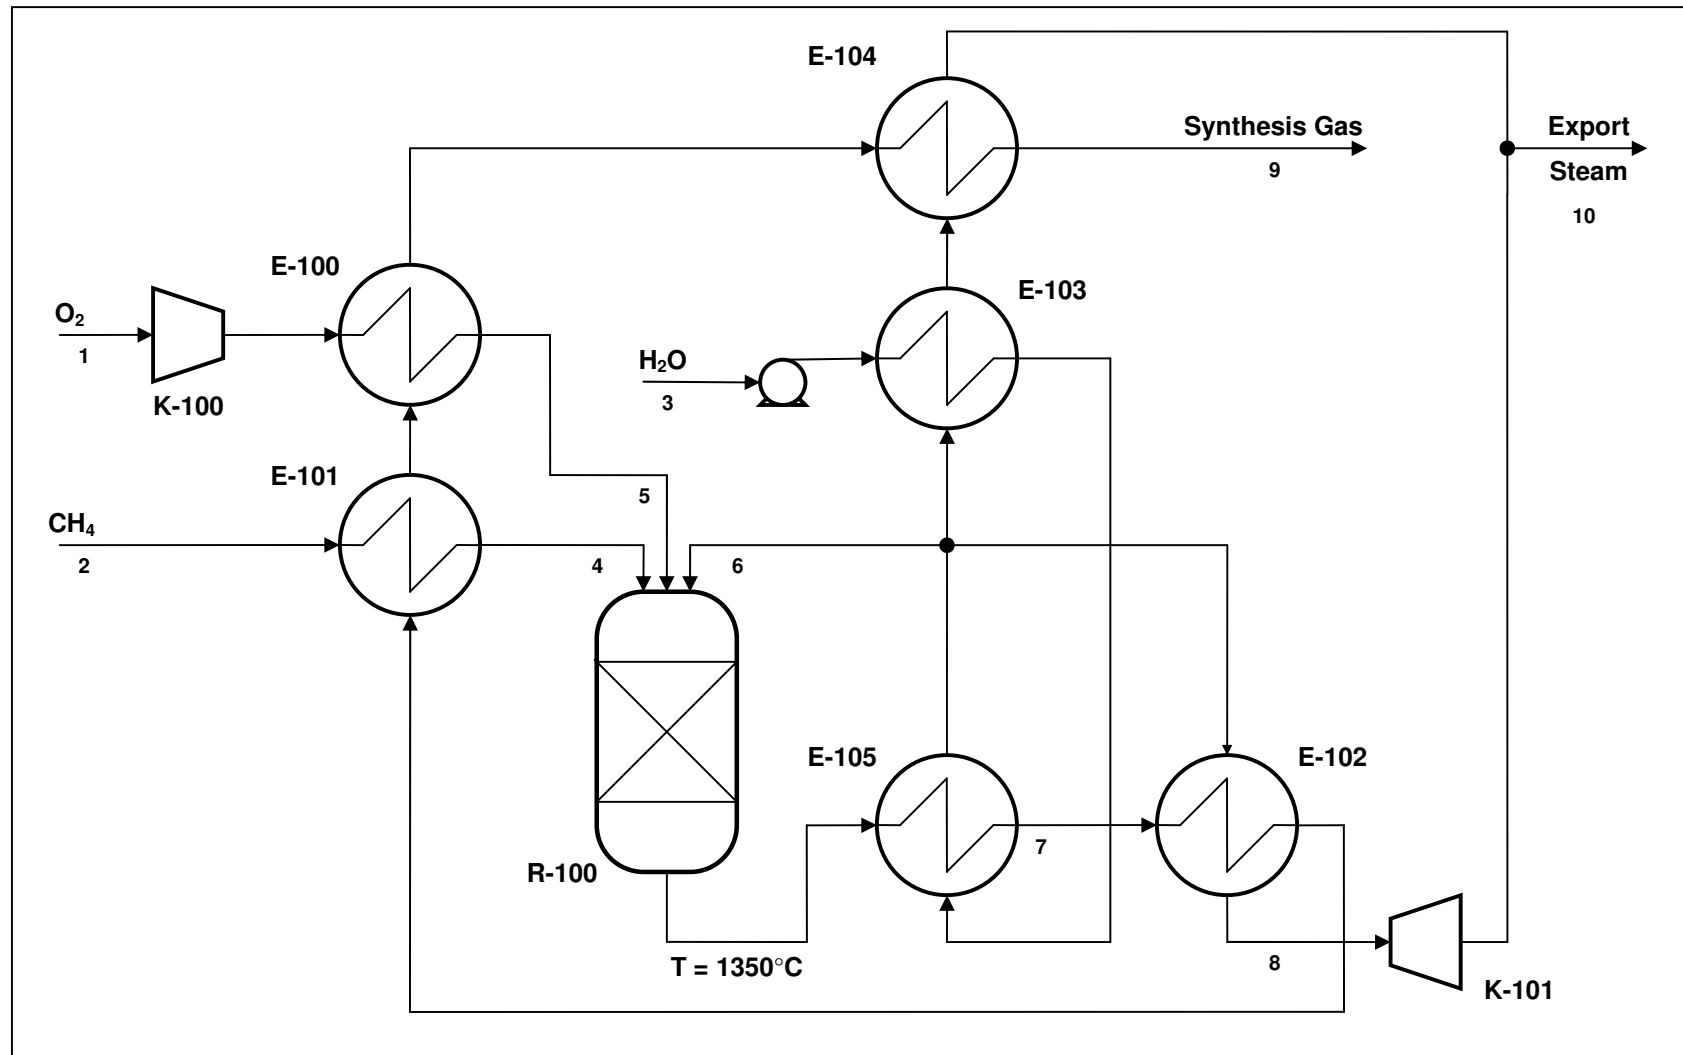 E-104
Synthesis Gas
9
Export
Steam
10
E-100
E-103
O₂
1
K-100
H₂O
3
E-101
CH₄
2
5
4
6
E-105
E-102
7
R-100
T = 1350°C
8
K-101